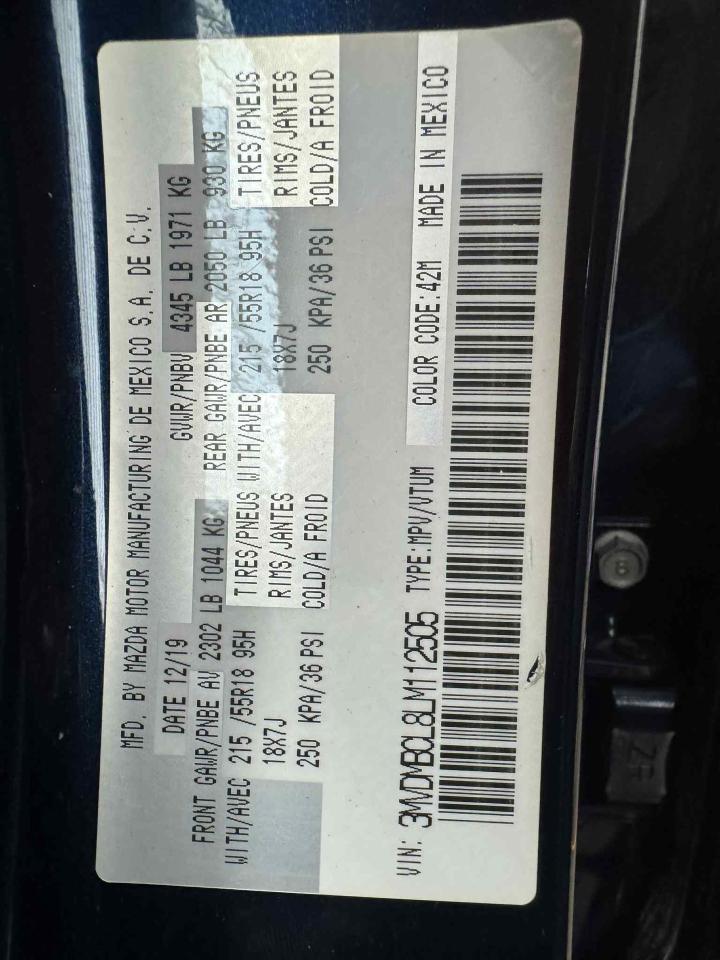 MFD. BY MAZDA MOTOR MANUFACTURING DE MEXICO S.A. DE C.V.
DATE 12/19 GVWR/PNBV 4345 LB 1971 KG
FRONT GAWR/PNBE AV 2302 LB 1044 KG REAR GAWR/PNBE AR 2050 LB 930 KG
WITH/AVEC 215 /55R18 95H TIRES/PNEUS WITH/AVEC 215 /55R18 95H TIRES/PNEUS
18X7J RIMS/JANTES 18X7J RIMS/JANTES
250 KPA/36 PSI COLD/A FROID 250 KPA/36 PSI COLD/A FROID
VIN: 3MVDMBCL8LM112505 TYPE:MPV/VTUM COLOR CODE:42M MADE IN MEXICO
8
ZA